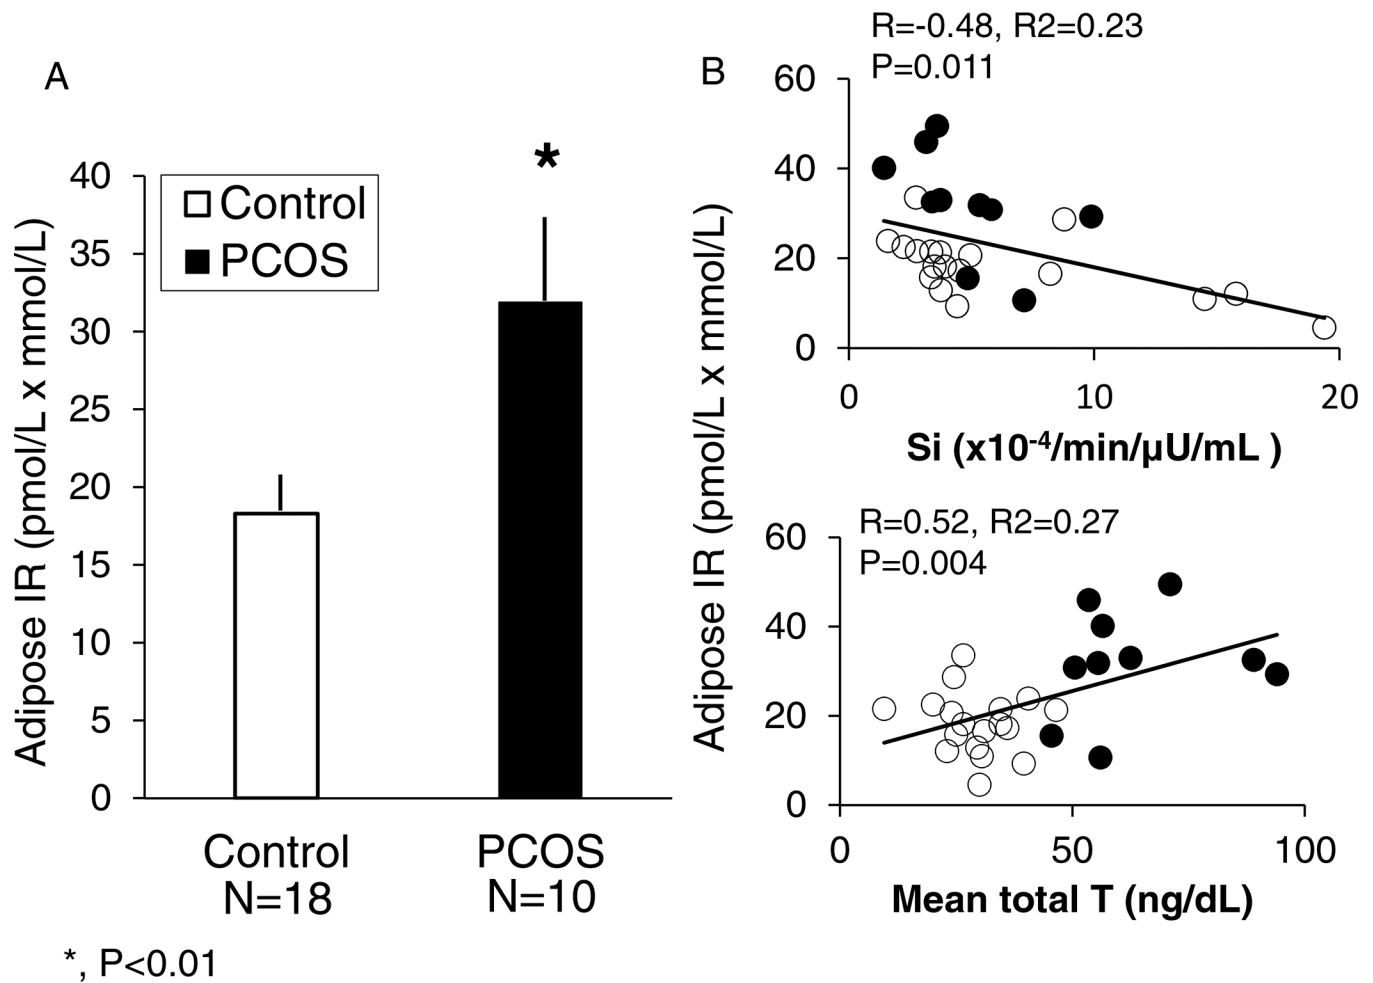 A
Adipose IR (pmol/L x mmol/L)
40
35
30
25
20
15
10
5
0
Control
PCOS
*
Control
N=18
PCOS
N=10
*, P<0.01
B
R=-0.48, R2=0.23
P=0.011
Adipose IR (pmol/L x mmol/L)
60
40
20
0
0 10 20
Si (x10⁻⁴/min/µU/mL )
R=0.52, R2=0.27
P=0.004
60
40
20
0
0 50 100
Mean total T (ng/dL)